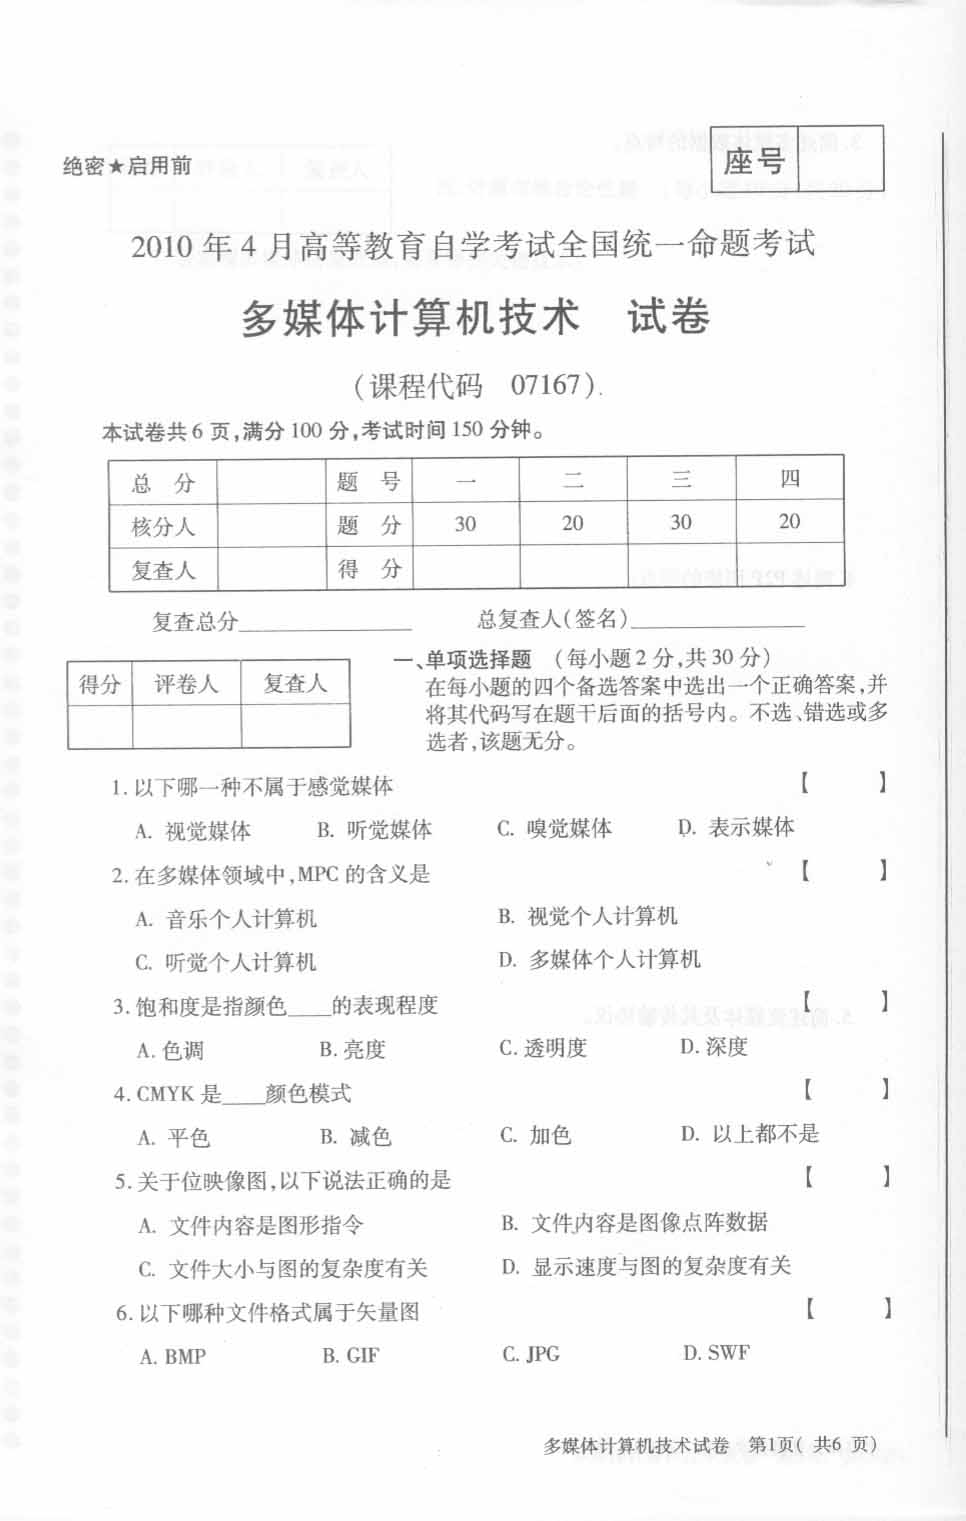 绝密★启用前
座号
2010 年 4 月高等教育自学考试全国统一命题考试
多媒体计算机技术 试卷
(课程代码 07167).
本试卷共 6 页,满分 100 分,考试时间 150 分钟。
总 分 题 号 一 二 三 四
核分人 题 分 30 20 30 20
复查人 得 分
复查总分____ 总复查人(签名)____
得分 评卷人 复查人
一、单项选择题 (每小题 2 分,共 30 分)
在每小题的四个备选答案中选出一个正确答案,并
将其代码写在题干后面的括号内。不选、错选或多
选者,该题无分。
1. 以下哪一种不属于感觉媒体 【 】
A. 视觉媒体 B. 听觉媒体 C. 嗅觉媒体 D. 表示媒体
2. 在多媒体领域中,MPC 的含义是 【 】
A. 音乐个人计算机 B. 视觉个人计算机
C. 听觉个人计算机 D. 多媒体个人计算机
3. 饱和度是指颜色____的表现程度 【 】
A. 色调 B. 亮度 C. 透明度 D. 深度
4. CMYK 是____颜色模式 【 】
A. 平色 B. 减色 C. 加色 D. 以上都不是
5. 关于位映像图,以下说法正确的是 【 】
A. 文件内容是图形指令 B. 文件内容是图像点阵数据
C. 文件大小与图的复杂度有关 D. 显示速度与图的复杂度有关
6. 以下哪种文件格式属于矢量图 【 】
A. BMP B. GIF C. JPG D. SWF
多媒体计算机技术试卷 第1页( 共6 页)